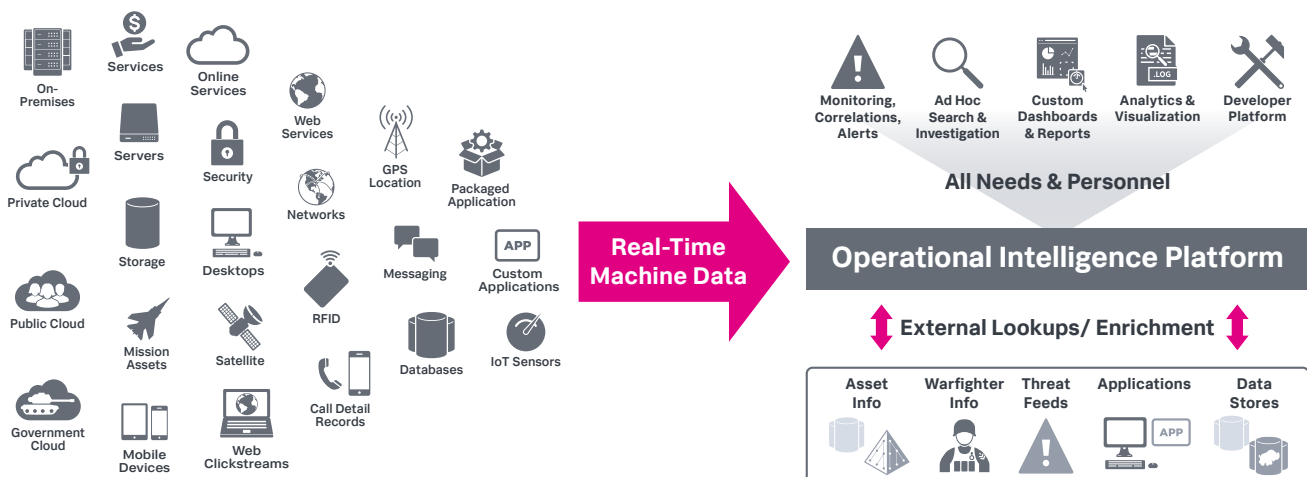 On-
Premises
Services
Online
Services
Web
Services
Servers
Security
GPS
Location
Packaged
Application
Private Cloud
Networks
Storage
Desktops
Messaging
APP
Custom
Applications
Public Cloud
RFID
Mission
Assets
Satellite
Databases
IoT Sensors
Government
Cloud
Call Detail
Records
Mobile
Devices
Web
Clickstreams
Real-Time
Machine Data
.LOG
Monitoring,
Correlations,
Alerts
Ad Hoc
Search &
Investigation
Custom
Dashboards
& Reports
Analytics &
Visualization
Developer
Platform
All Needs & Personnel
Operational Intelligence Platform
External Lookups/ Enrichment
Asset
Info
Warfighter
Info
Threat
Feeds
Applications
APP
Data
Stores